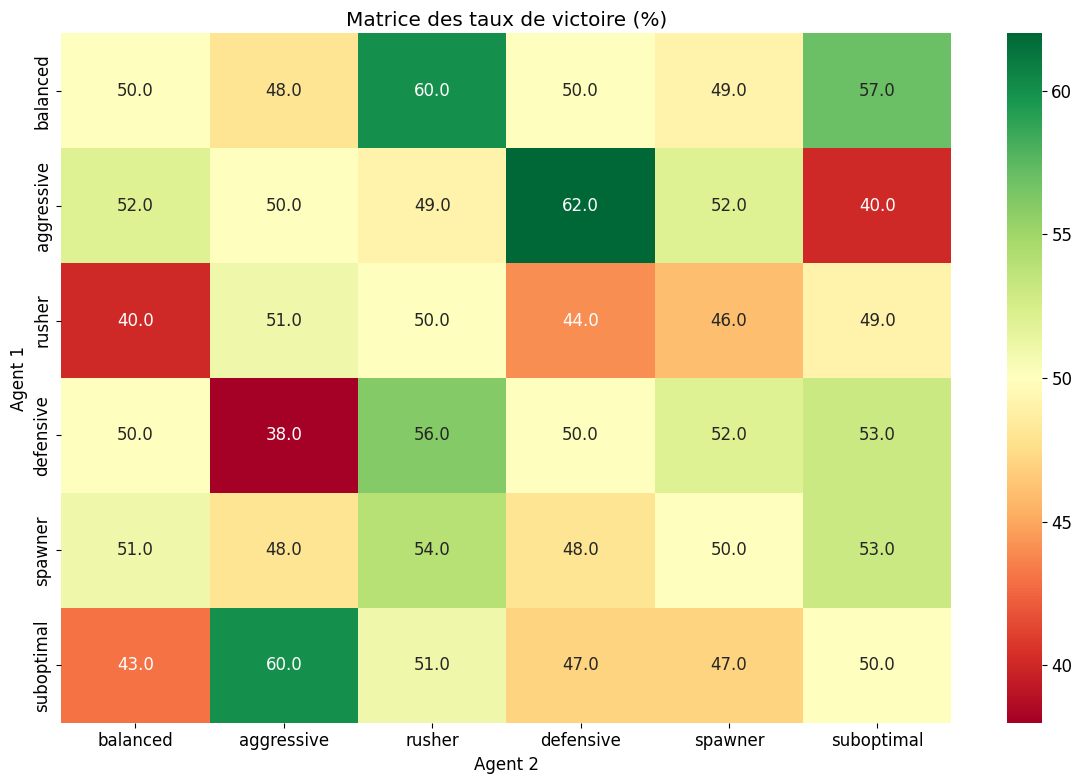 Matrice des taux de victoire (%)
balanced 50.0 48.0 60.0 50.0 49.0 57.0
aggressive 52.0 50.0 49.0 62.0 52.0 40.0
rusher 40.0 51.0 50.0 44.0 46.0 49.0
defensive 50.0 38.0 56.0 50.0 52.0 53.0
spawner 51.0 48.0 54.0 48.0 50.0 53.0
suboptimal 43.0 60.0 51.0 47.0 47.0 50.0
balanced aggressive rusher defensive spawner suboptimal
Agent 1
Agent 2
60
55
50
45
40